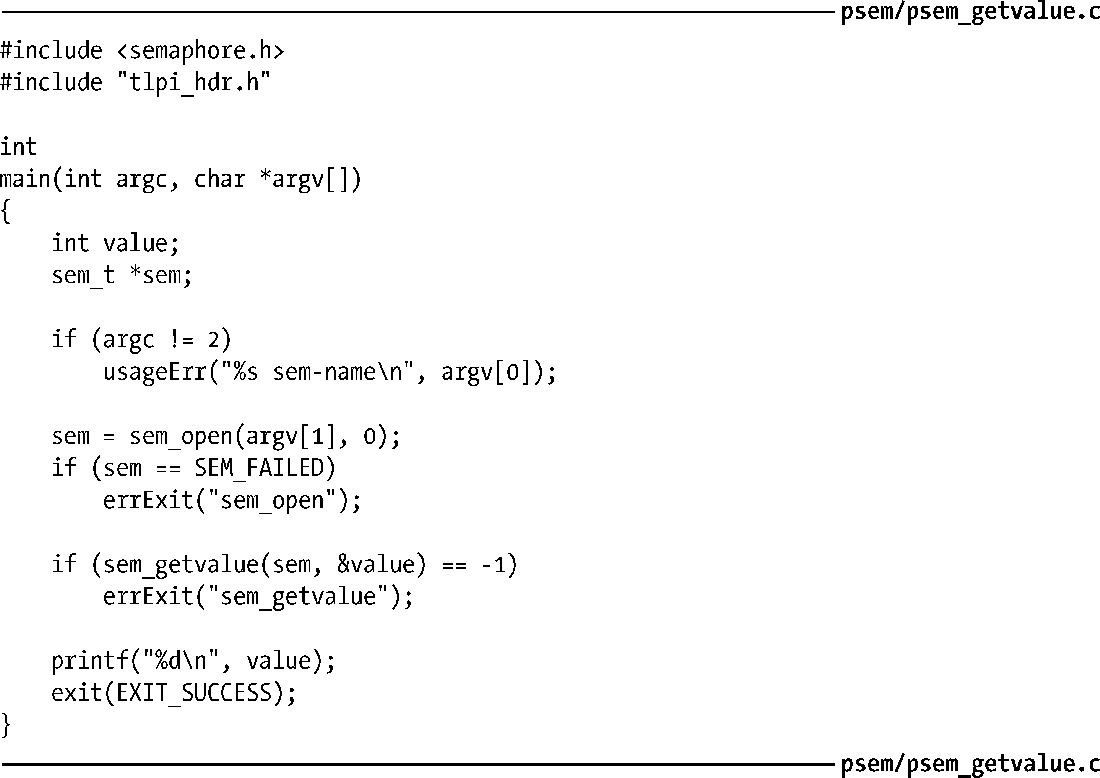 psem/psem_getvalue.c
#include <semaphore.h>
#include "tlpi_hdr.h"
int
main(int argc, char *argv[])
{
    int value;
    sem_t *sem;
    if (argc != 2)
        usageErr("%s sem-name\n", argv[0]);
    sem = sem_open(argv[1], 0);
    if (sem == SEM_FAILED)
        errExit("sem_open");
    if (sem_getvalue(sem, &value) == -1)
        errExit("sem_getvalue");
    printf("%d\n", value);
    exit(EXIT_SUCCESS);
}
psem/psem_getvalue.c